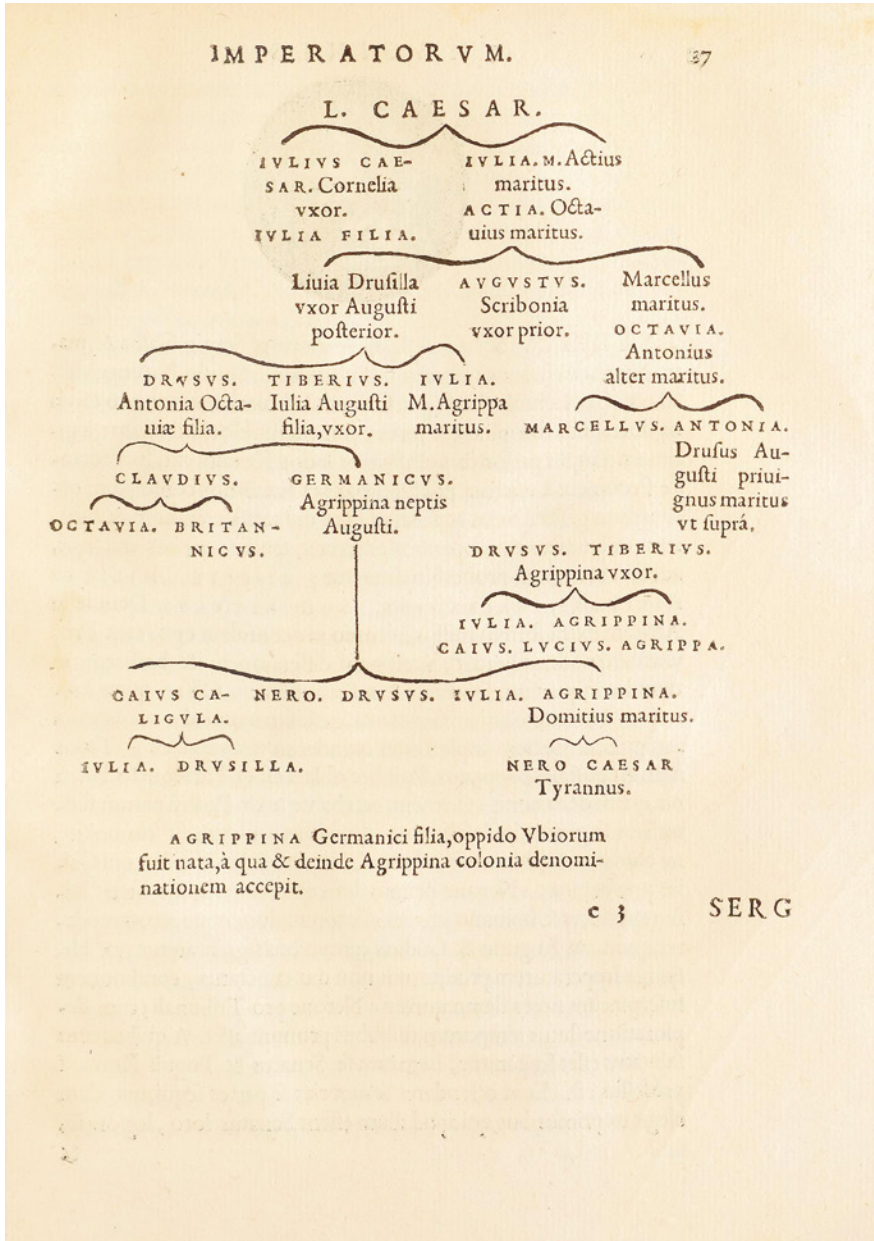 IMPERATORVM. 37
L. CAESAR.
IVLIVS CAE- IVLIA. M. Actius
SAR. Cornelia maritus.
vxor. ACTIA. Octa-
IVLIA FILIA. uius maritus.
Liuia Druſilla AVGVSTVS. Marcellus
vxor Auguſti Scribonia maritus.
poſterior. vxor prior. OCTAVIA.
Antonius
DRVSVS. TIBERIVS. IVLIA. alter maritus.
Antonia Octa- Iulia Auguſti M. Agrippa
uiæ filia. filia, vxor. maritus. MARCELLVS. ANTONIA.
Druſus Au-
CLAVDIVS. GERMANICVS. guſti priui-
Agrippina neptis gnus maritus
OCTAVIA. BRITAN- Auguſti. vt ſuprá.
NICVS. DRVSVS. TIBERIVS.
Agrippina vxor.
IVLIA. AGRIPPINA.
CAIVS. LVCIVS. AGRIPPA.
CAIVS CA- NERO. DRVSVS. IVLIA. AGRIPPINA.
LIGVLA. Domitius maritus.
IVLIA. DRVSILLA. NERO CAESAR
Tyrannus.
AGRIPPINA Germanici filia, oppido Vbiorum
fuit nata, à qua & deinde Agrippina colonia denomi-
nationem accepit.
c 3 SERG